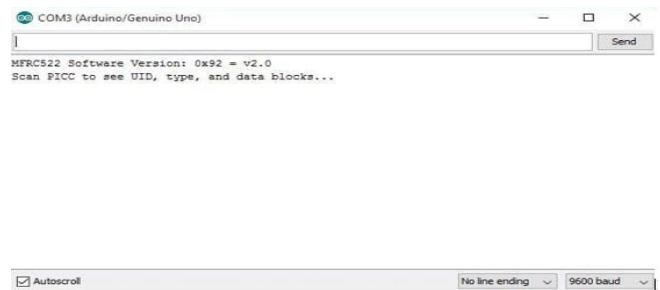 COM3 (Arduino/Genuino Uno)
Send
MFRC522 Software Version: 0x92 = v2.0
Scan PICC to see UID, type, and data blocks...
Autoscroll No line ending 9600 baud